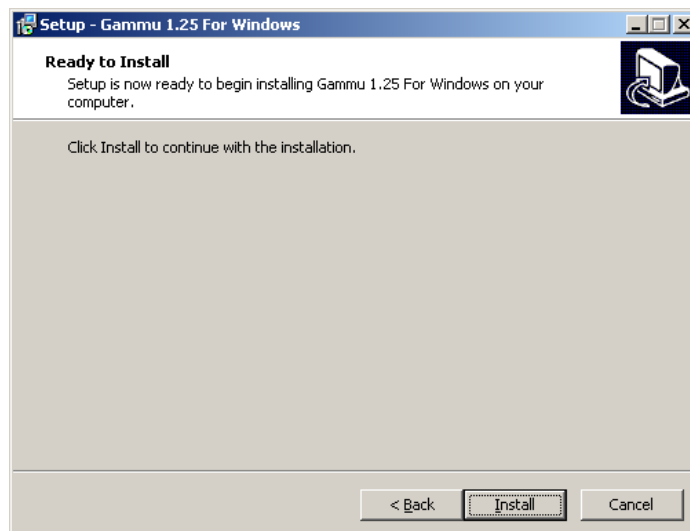 Setup - Gammu 1.25 For Windows
Ready to Install
Setup is now ready to begin installing Gammu 1.25 For Windows on your
computer.
Click Install to continue with the installation.
< Back Install Cancel